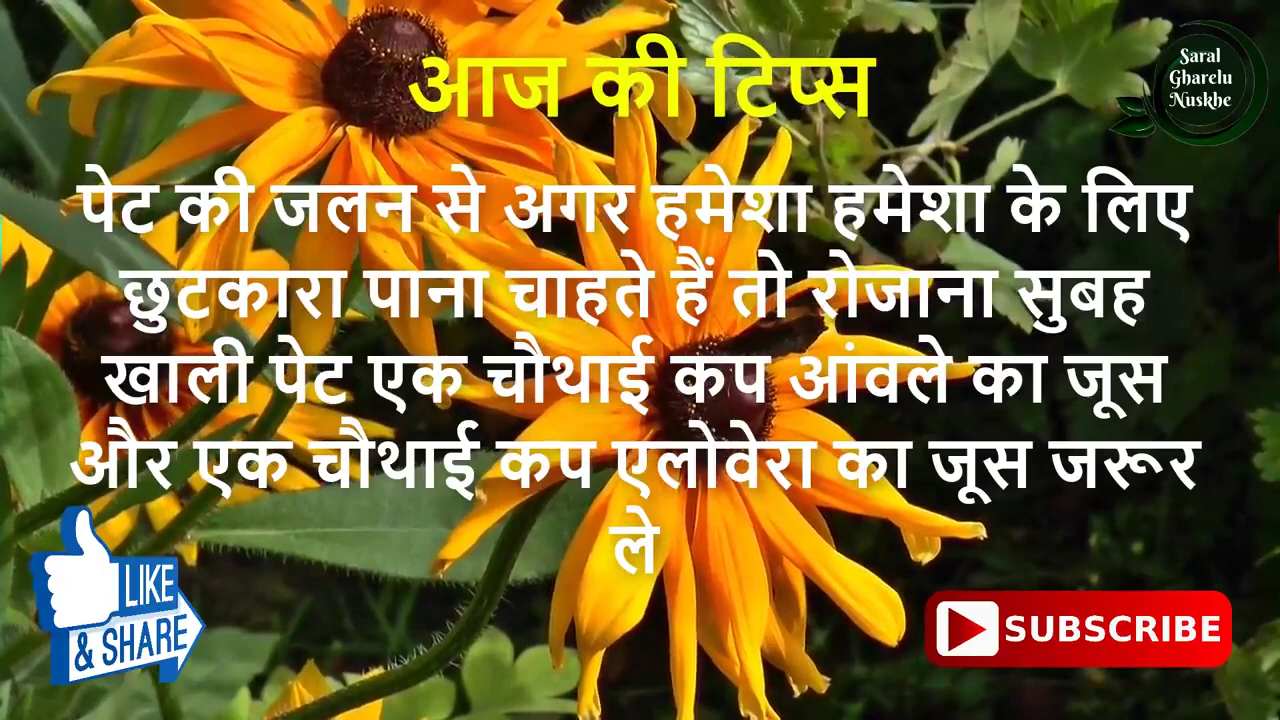 आज की टिप्स
Saral
Gharelu
Nuskhe
पेट की जलन से अगर हमेशा हमेशा के लिए
छुटकारा पाना चाहते हैं तो रोजाना सुबह
खाली पेट एक चौथाई कप आंवले का जूस
और एक चौथाई कप एलोवेरा का जूस जरूर
ले
LIKE
& SHARE
SUBSCRIBE